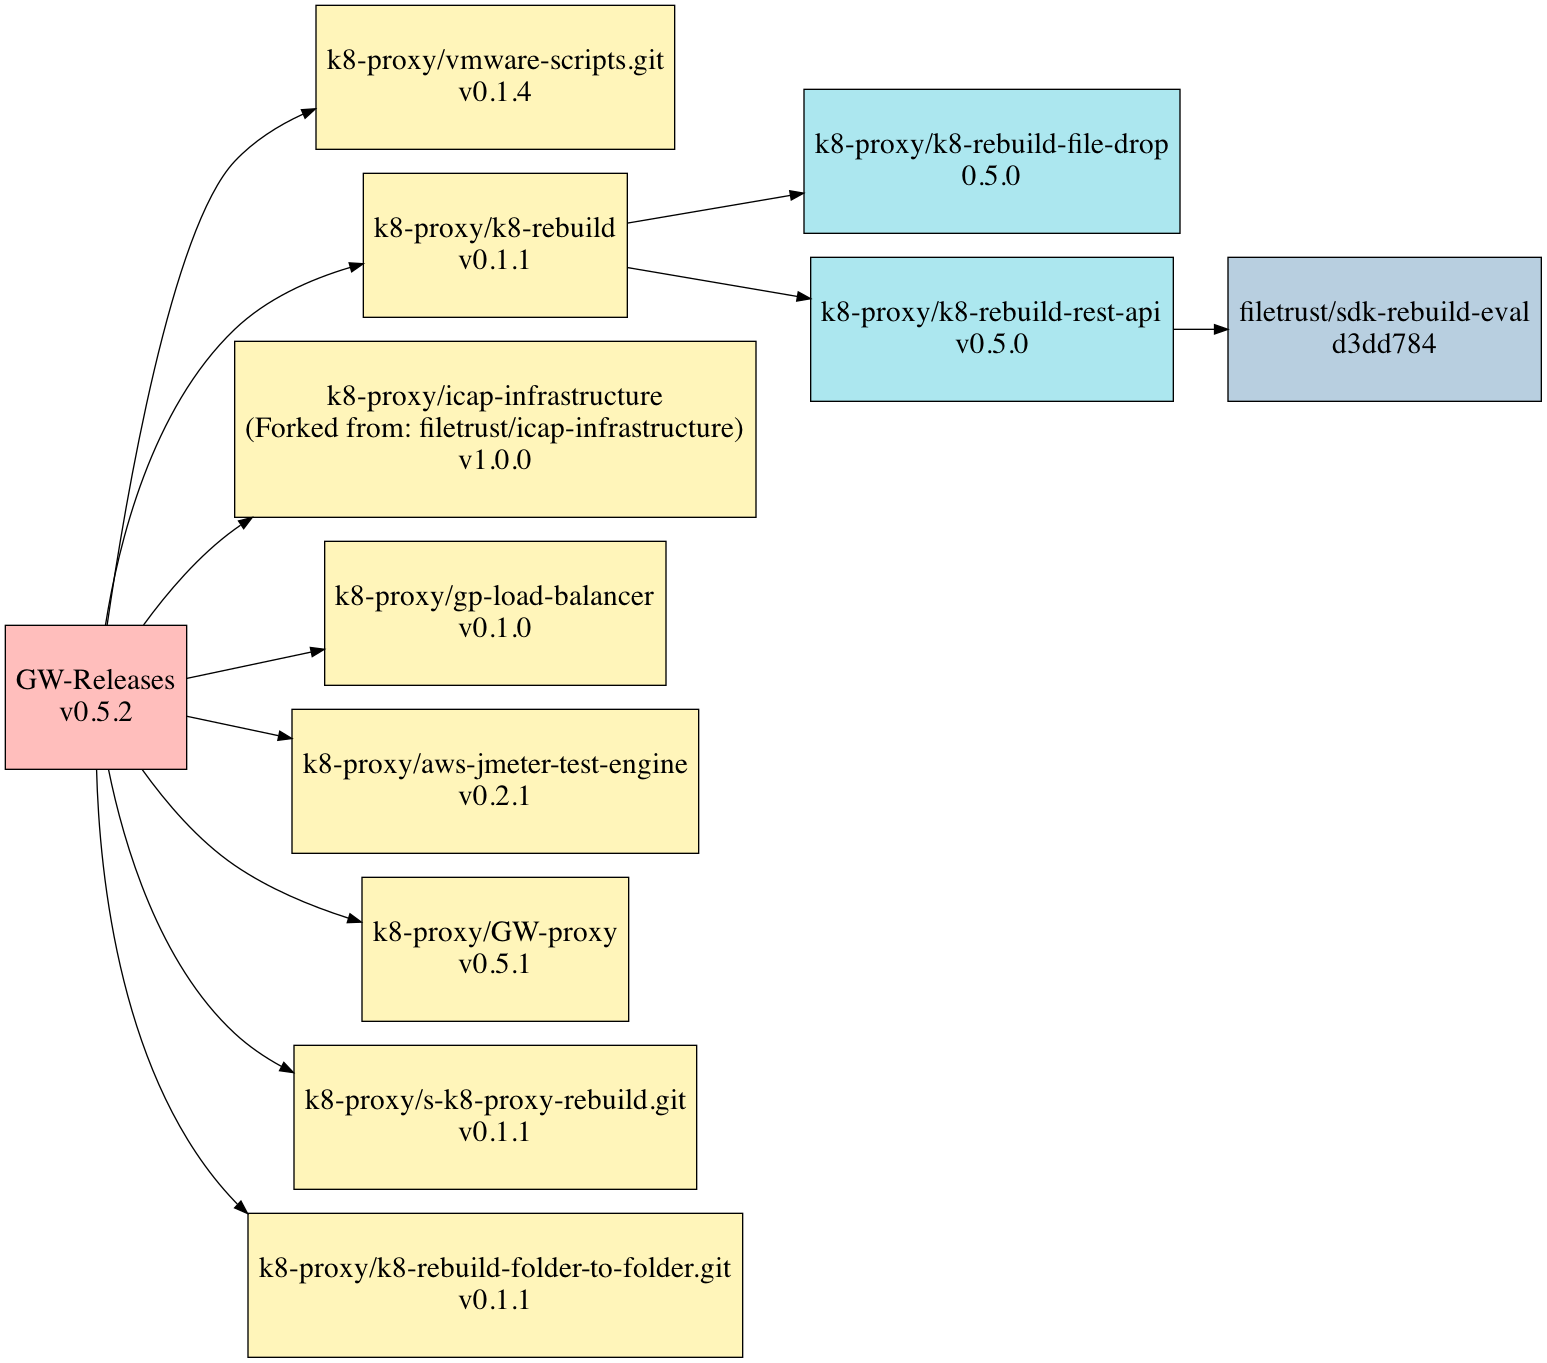 k8-proxy/vmware-scripts.git
v0.1.4
k8-proxy/k8-rebuild-file-drop
0.5.0
k8-proxy/k8-rebuild
v0.1.1
k8-proxy/k8-rebuild-rest-api
v0.5.0
filetrust/sdk-rebuild-eval
d3dd784
k8-proxy/icap-infrastructure
(Forked from: filetrust/icap-infrastructure)
v1.0.0
k8-proxy/gp-load-balancer
v0.1.0
GW-Releases
v0.5.2
k8-proxy/aws-jmeter-test-engine
v0.2.1
k8-proxy/GW-proxy
v0.5.1
k8-proxy/s-k8-proxy-rebuild.git
v0.1.1
k8-proxy/k8-rebuild-folder-to-folder.git
v0.1.1